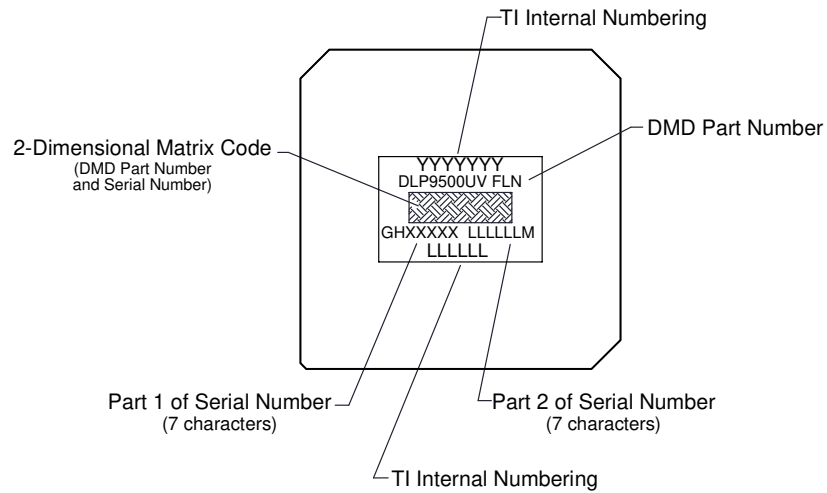 TI Internal Numbering
DMD Part Number
2-Dimensional Matrix Code
(DMD Part Number
and Serial Number)
YYYYYYY
DLP9500UV FLN
GHXXXXX LLLLLLM
LLLLLL
Part 1 of Serial Number
(7 characters)
Part 2 of Serial Number
(7 characters)
TI Internal Numbering